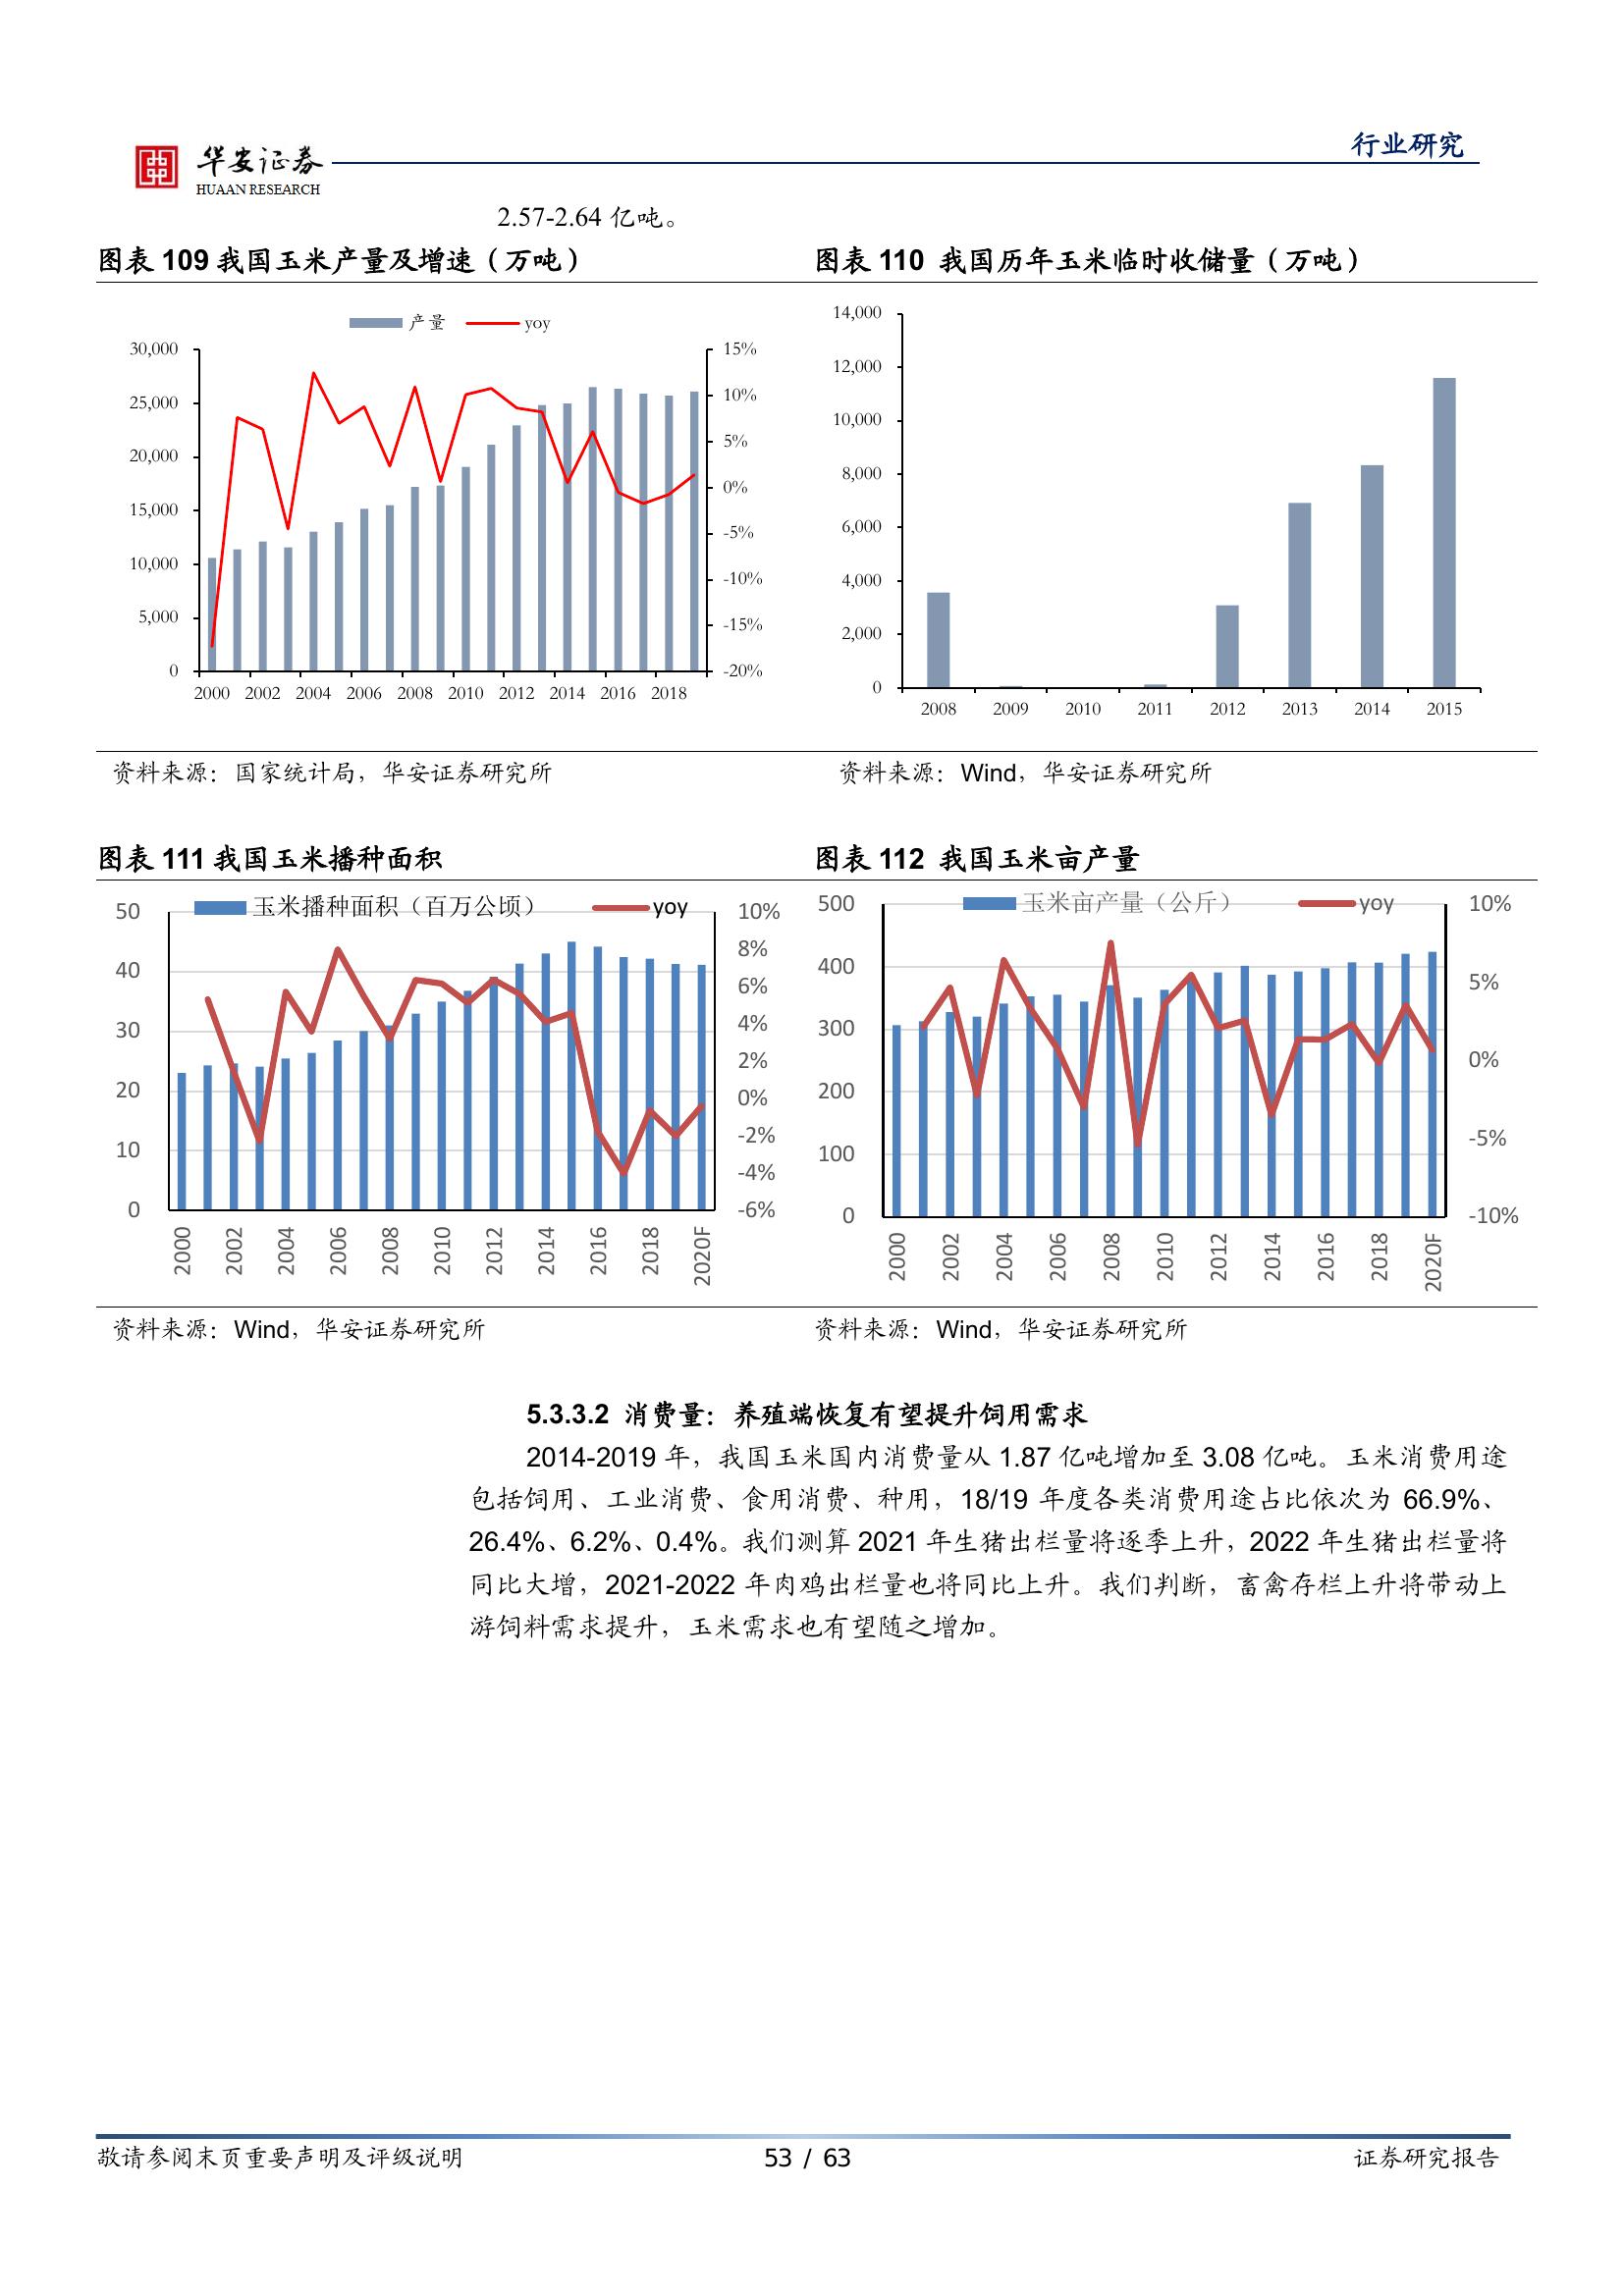 华安证券
HUAAN RESEARCH
行业研究
2.57-2.64 亿吨。
图表 109 我国玉米产量及增速（万吨）
产量 yoy
30,000
25,000
20,000
15,000
10,000
5,000
0
15%
10%
5%
0%
-5%
-10%
-15%
-20%
2000 2002 2004 2006 2008 2010 2012 2014 2016 2018
资料来源：国家统计局，华安证券研究所
图表 110 我国历年玉米临时收储量（万吨）
14,000
12,000
10,000
8,000
6,000
4,000
2,000
0
2008 2009 2010 2011 2012 2013 2014 2015
资料来源：Wind，华安证券研究所
图表 111 我国玉米播种面积
玉米播种面积（百万公顷） yoy
50
40
30
20
10
0
10%
8%
6%
4%
2%
0%
-2%
-4%
-6%
2000 2002 2004 2006 2008 2010 2012 2014 2016 2018 2020F
资料来源：Wind，华安证券研究所
图表 112 我国玉米亩产量
玉米亩产量（公斤） yoy
500
400
300
200
100
0
10%
5%
0%
-5%
-10%
2000 2002 2004 2006 2008 2010 2012 2014 2016 2018 2020F
资料来源：Wind，华安证券研究所
5.3.3.2 消费量：养殖端恢复有望提升饲用需求
2014-2019 年，我国玉米国内消费量从 1.87 亿吨增加至 3.08 亿吨。玉米消费用途
包括饲用、工业消费、食用消费、种用，18/19 年度各类消费用途占比依次为 66.9%、
26.4%、6.2%、0.4%。我们测算 2021 年生猪出栏量将逐季上升，2022 年生猪出栏量将
同比大增，2021-2022 年肉鸡出栏量也将同比上升。我们判断，畜禽存栏上升将带动上
游饲料需求提升，玉米需求也有望随之增加。
敬请参阅末页重要声明及评级说明
53 / 63
证券研究报告